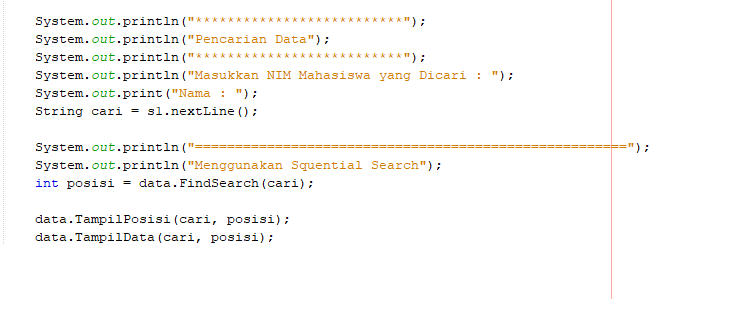 System.out.println("**************************");
System.out.println("Pencarian Data");
System.out.println("**************************");
System.out.println("Masukkan NIM Mahasiswa yang Dicari : ");
System.out.print("Nama : ");
String cari = s1.nextLine();
System.out.println("======================================================");
System.out.println("Menggunakan Squential Search");
int posisi = data.FindSearch(cari);
data.TampilPosisi(cari, posisi);
data.TampilData(cari, posisi);